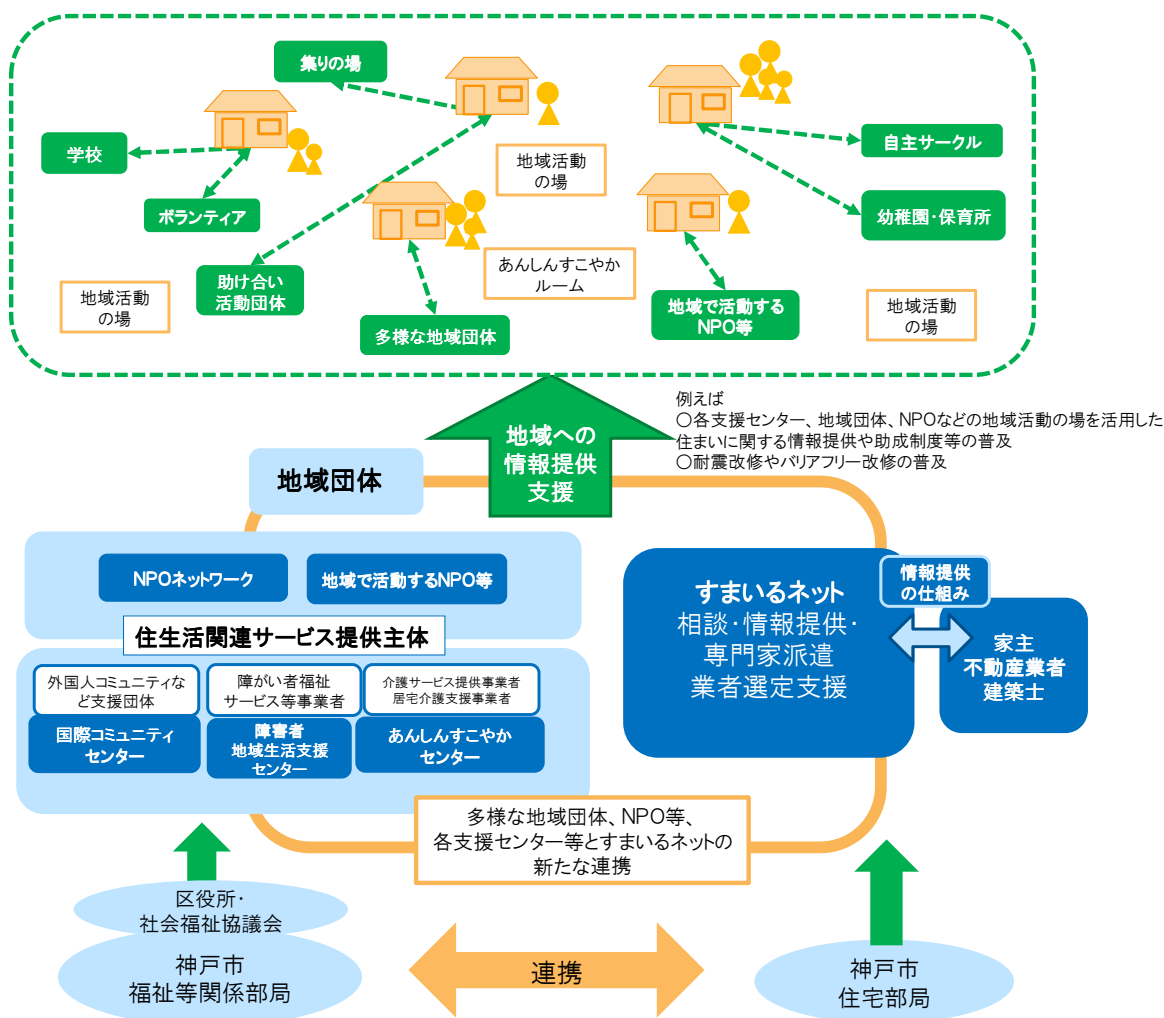 集りの場
学校
ボランティア
地域活動
の場
自主サークル
幼稚園・保育所
助け合い
活動団体
地域活動
の場
あんしんすこやか
ルーム
多様な地域団体
地域で活動する
NPO等
地域活動
の場
地域への
情報提供
支援
例えば
○各支援センター、地域団体、NPOなどの地域活動の場を活用した
住まいに関する情報提供や助成制度等の普及
○耐震改修やバリアフリー改修の普及
地域団体
NPOネットワーク
地域で活動するNPO等
住生活関連サービス提供主体
外国人コミュニティな
ど支援団体
障がい者福祉
サービス等事業者
介護サービス提供事業者
居宅介護支援事業者
国際コミュニティ
センター
障害者
地域生活支援
センター
あんしんすこやか
センター
すまいるネット
相談・情報提供・
専門家派遣
業者選定支援
情報提供
の仕組み
家主
不動産業者
建築士
多様な地域団体、NPO等、
各支援センター等とすまいるネットの
新たな連携
区役所・
社会福祉協議会
神戸市
福祉等関係部局
連携
神戸市
住宅部局